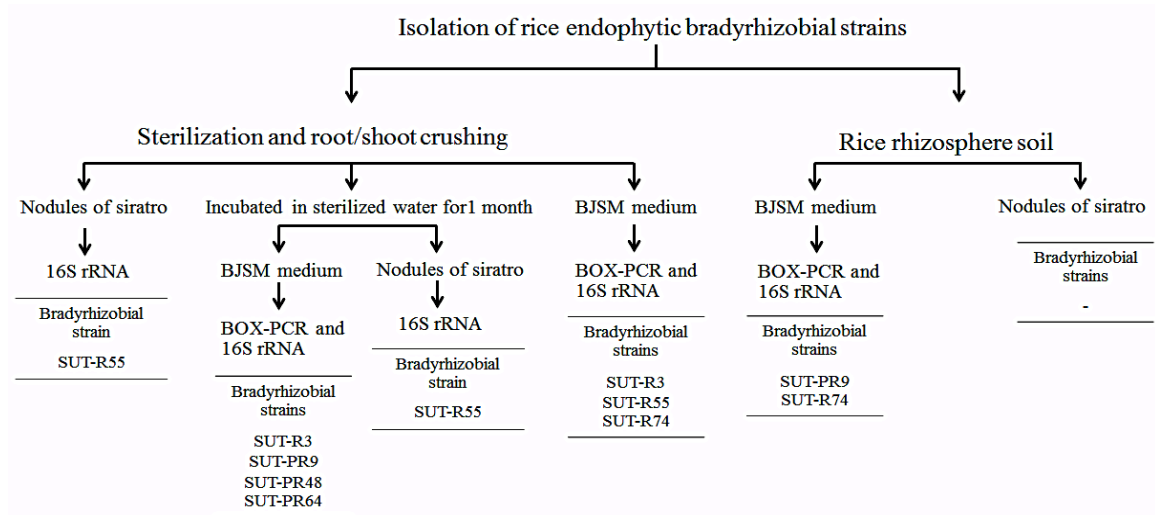 Isolation of rice endophytic bradyrhizobial strains
Sterilization and root/shoot crushing
Rice rhizosphere soil
Nodules of siratro
16S rRNA
Bradyrhizobial
strain
SUT-R55
Incubated in sterilized water for1 month
BJSM medium
BOX-PCR and
16S rRNA
Bradyrhizobial
strains
SUT-R3
SUT-PR9
SUT-PR48
SUT-PR64
Nodules of siratro
16S rRNA
Bradyrhizobial
strain
SUT-R55
BJSM medium
BOX-PCR and
16S rRNA
Bradyrhizobial
strains
SUT-R3
SUT-R55
SUT-R74
BJSM medium
BOX-PCR and
16S rRNA
Bradyrhizobial
strains
SUT-PR9
SUT-R74
Nodules of siratro
Bradyrhizobial
strains
-